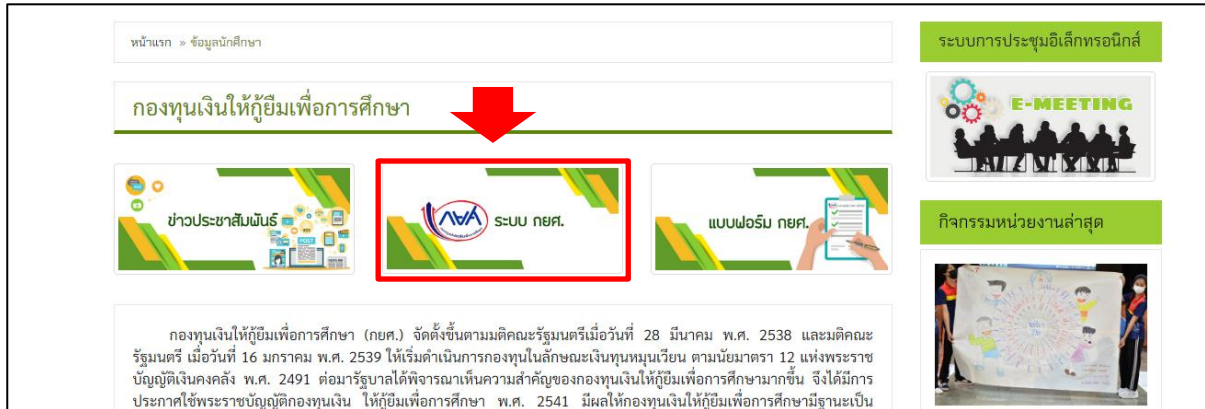 หน้าแรก » ข้อมูลนักศึกษา
กองทุนเงินให้กู้ยืมเพื่อการศึกษา
ข่าวประชาสัมพันธ์
POST
กยศ
ระบบ กยศ.
แบบฟอร์ม กยศ.
กองทุนเงินให้กู้ยืมเพื่อการศึกษา (กยศ.) จัดตั้งขึ้นตามมติคณะรัฐมนตรีเมื่อวันที่ 28 มีนาคม พ.ศ. 2538 และมติคณะ
รัฐมนตรี เมื่อวันที่ 16 มกราคม พ.ศ. 2539 ให้เริ่มดำเนินการกองทุนในลักษณะเงินทุนหมุนเวียน ตามนัยมาตรา 12 แห่งพระราช
บัญญัติเงินคงคลัง พ.ศ. 2491 ต่อมารัฐบาลได้พิจารณาเห็นความสำคัญของกองทุนเงินให้กู้ยืมเพื่อการศึกษามากขึ้น จึงได้มีการ
ประกาศใช้พระราชบัญญัติกองทุนเงิน ให้กู้ยืมเพื่อการศึกษา พ.ศ. 2541 มีผลให้กองทุนเงินให้กู้ยืมเพื่อการศึกษามีฐานะเป็น
ระบบการประชุมอิเล็กทรอนิกส์
E-MEETING
กิจกรรมหน่วยงานล่าสุด